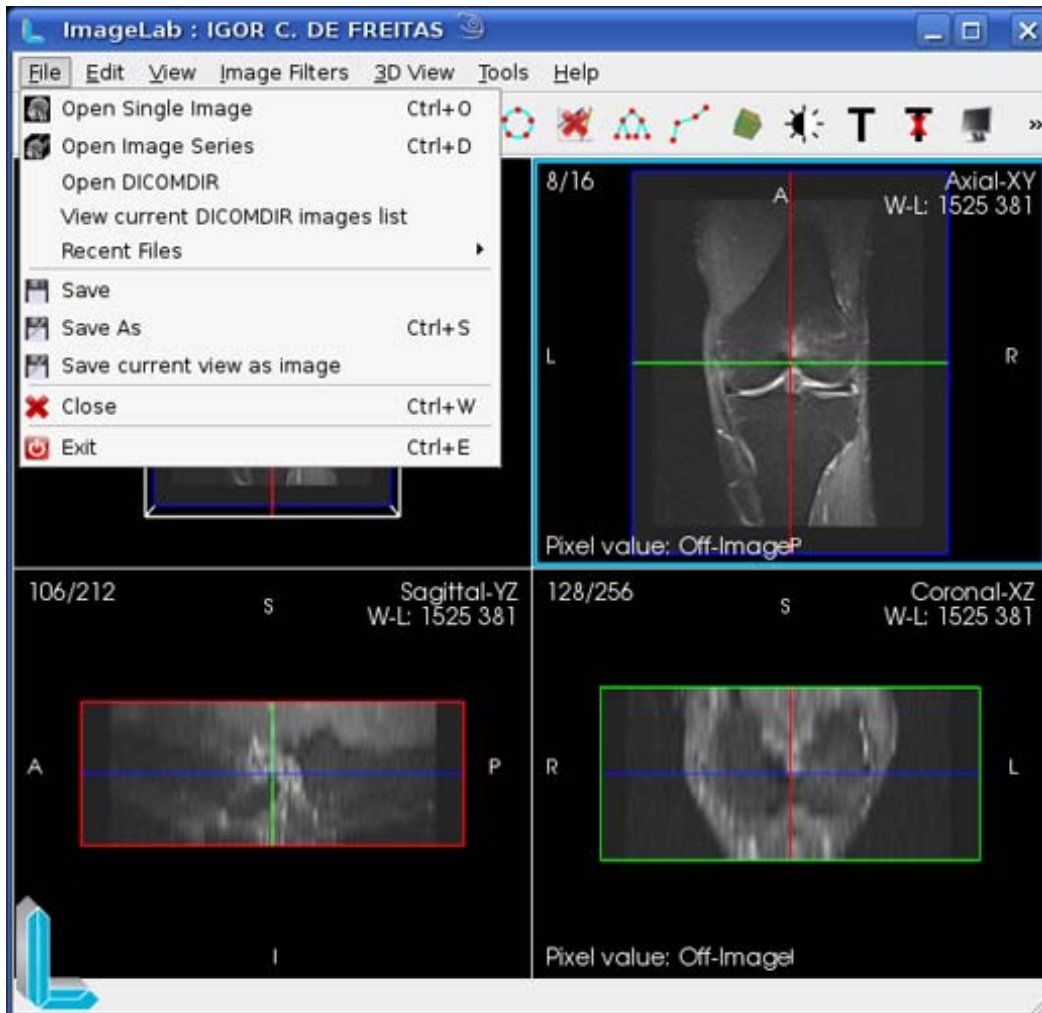 ImageLab : IGOR C. DE FREITAS
File Edit View Image Filters 3D View Tools Help
Open Single Image Ctrl+O
Open Image Series Ctrl+D
Open DICOMDIR
View current DICOMDIR images list
Recent Files
Save
Save As Ctrl+S
Save current view as image
Close Ctrl+W
Exit Ctrl+E
T T »
8/16 Axial-XY
A W-L: 1525 381
L R
Pixel value: Off-Image P
106/212 Sagittal-YZ
S W-L: 1525 381
A P
I
128/256 Coronal-XZ
S W-L: 1525 381
R L
Pixel value: Off-Image I